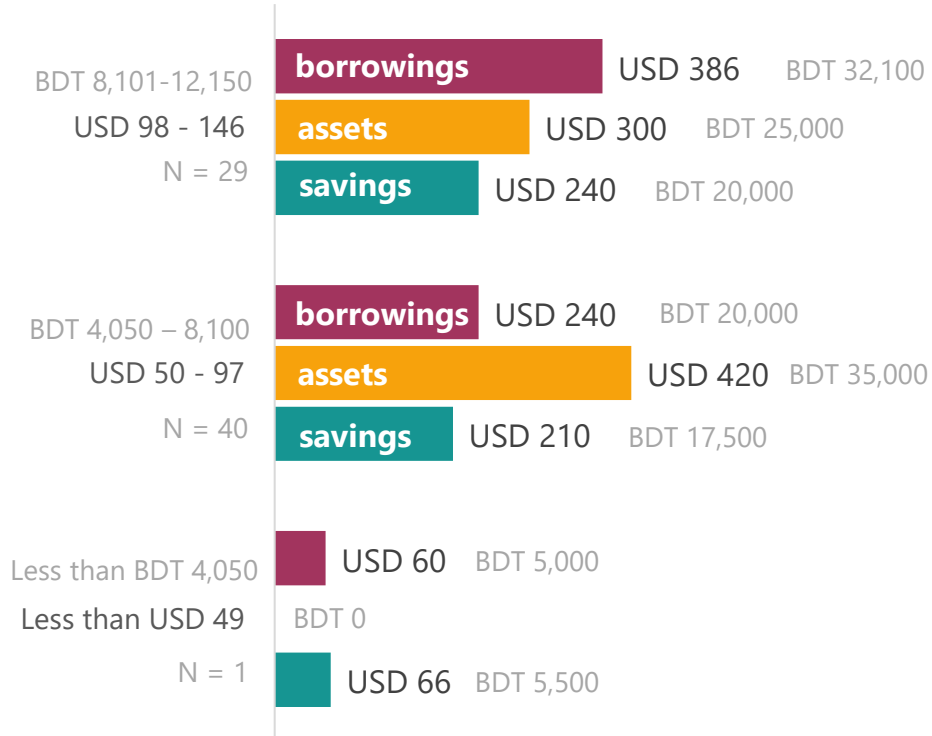 BDT 8,101-12,150
USD 98 - 146
N = 29
borrowings USD 386 BDT 32,100
assets USD 300 BDT 25,000
savings USD 240 BDT 20,000
BDT 4,050 – 8,100
USD 50 - 97
N = 40
borrowings USD 240 BDT 20,000
assets USD 420 BDT 35,000
savings USD 210 BDT 17,500
Less than BDT 4,050
Less than USD 49
N = 1
USD 60 BDT 5,000
BDT 0
USD 66 BDT 5,500